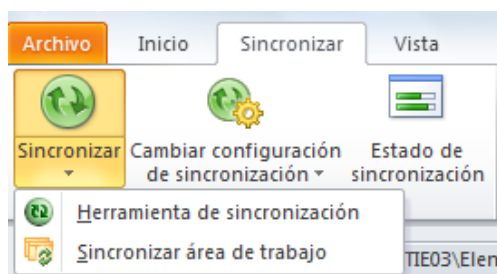 Archivo Inicio Sincronizar Vista
Sincronizar Cambiar configuración Estado de
de sincronización sincronización
Herramienta de sincronización
Sincronizar área de trabajo TIE03\Elen